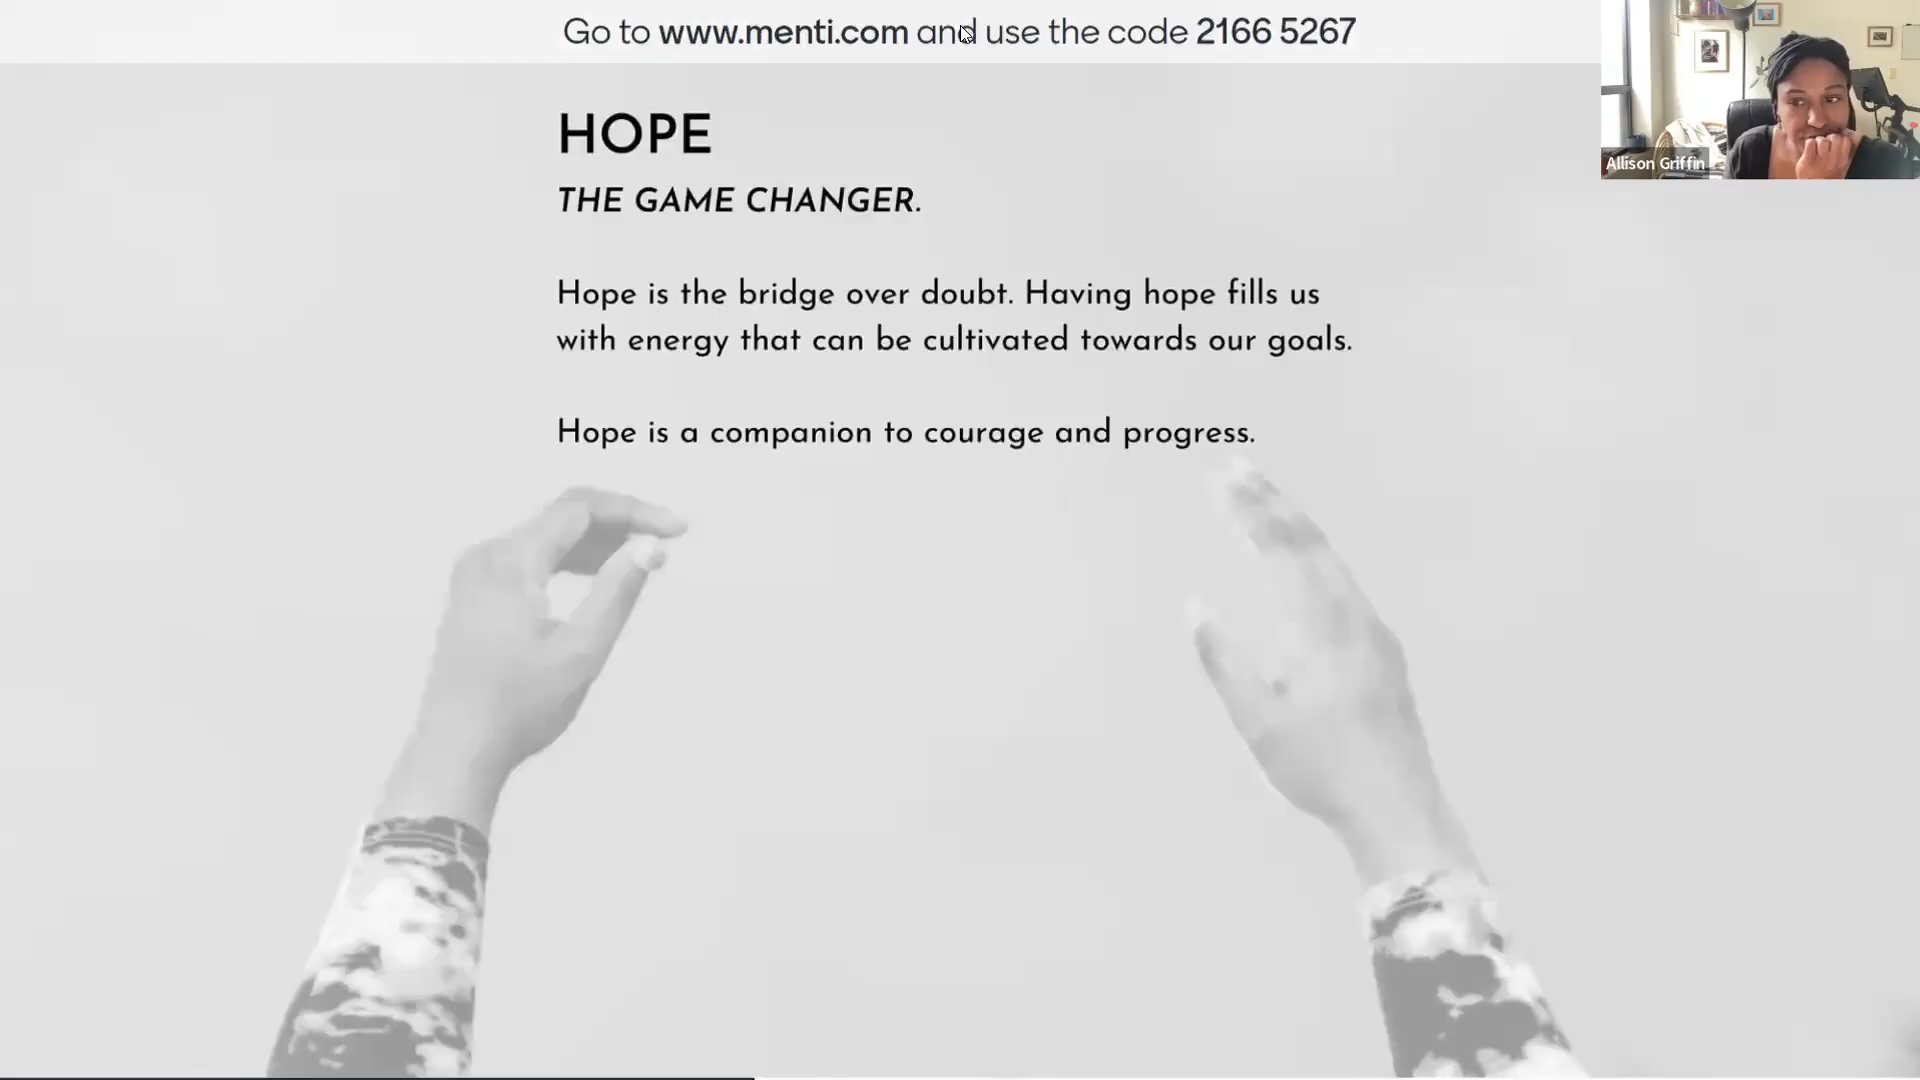 Go to www.menti.com and use the code 2166 5267
HOPE
THE GAME CHANGER.
Hope is the bridge over doubt. Having hope fills us
with energy that can be cultivated towards our goals.
Hope is a companion to courage and progress.
Allison Griffin